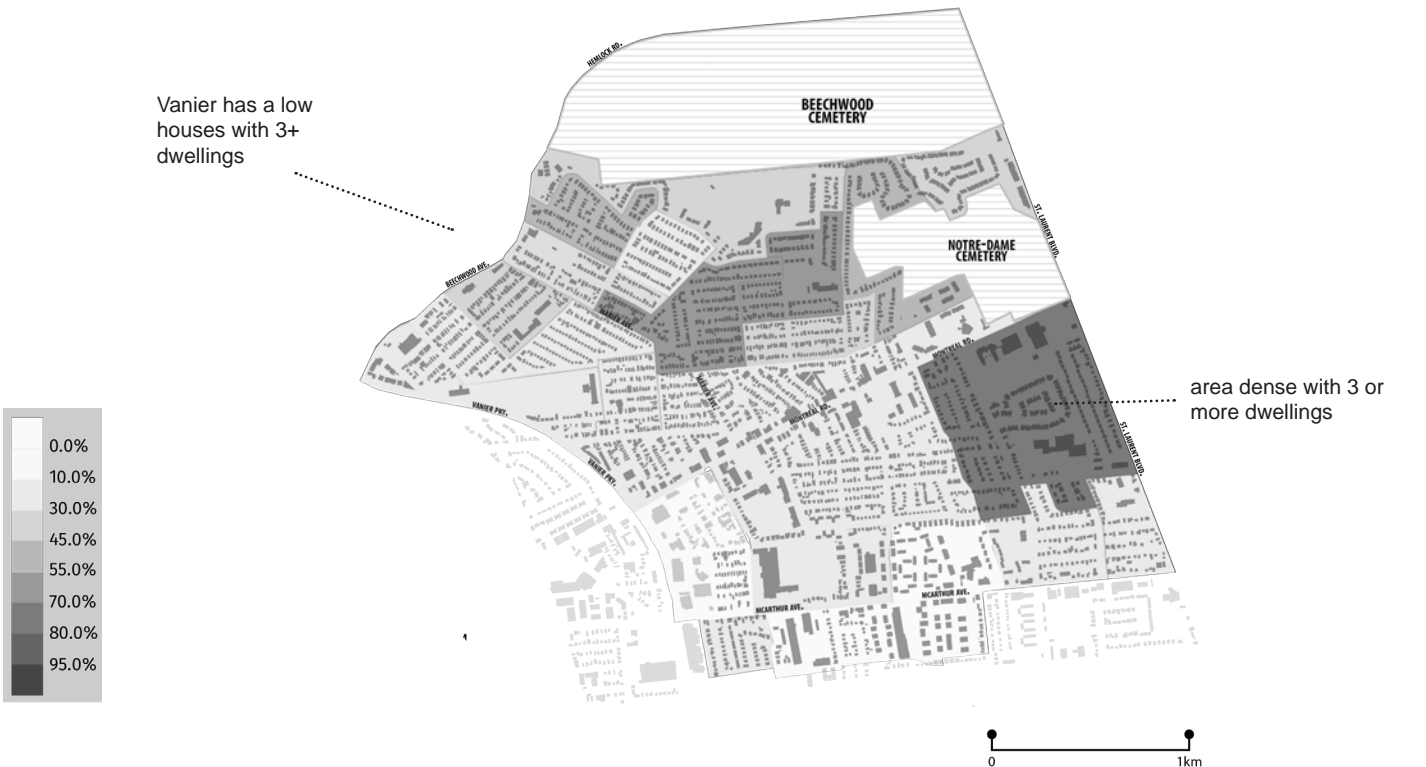 HEMLOCK RD.
BEECHWOOD
CEMETERY
Vanier has a low
houses with 3+
dwellings
ST. LAURENT BLVD.
NOTRE-DAME
CEMETERY
BEECHWOOD AVE.
MONTREAL RD.
area dense with 3 or
more dwellings
VANIER PKY.
MONTREAL RD.
ST. LAURENT BLVD.
VANIER PKY.
0.0%
10.0%
30.0%
45.0%
55.0%
70.0%
80.0%
95.0%
MCARTHUR AVE.
MCARTHUR AVE.
0
1km